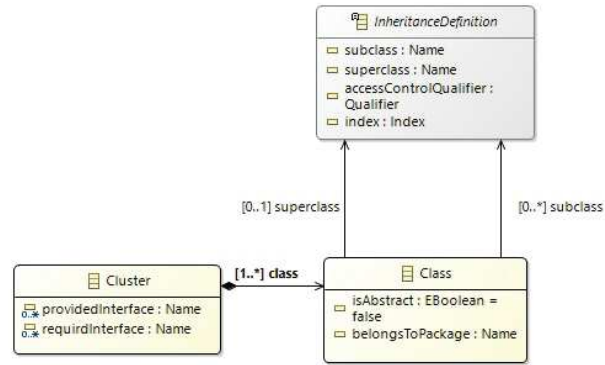 InheritanceDefinition
subclass : Name
superclass : Name
accessControlQualifier :
Qualifier
index : Index
[0..1] superclass
[0..*] subclass
Cluster
0..* providedInterface : Name
0..* requirdInterface : Name
[1..*] class
Class
isAbstract : EBoolean =
false
belongsToPackage : Name